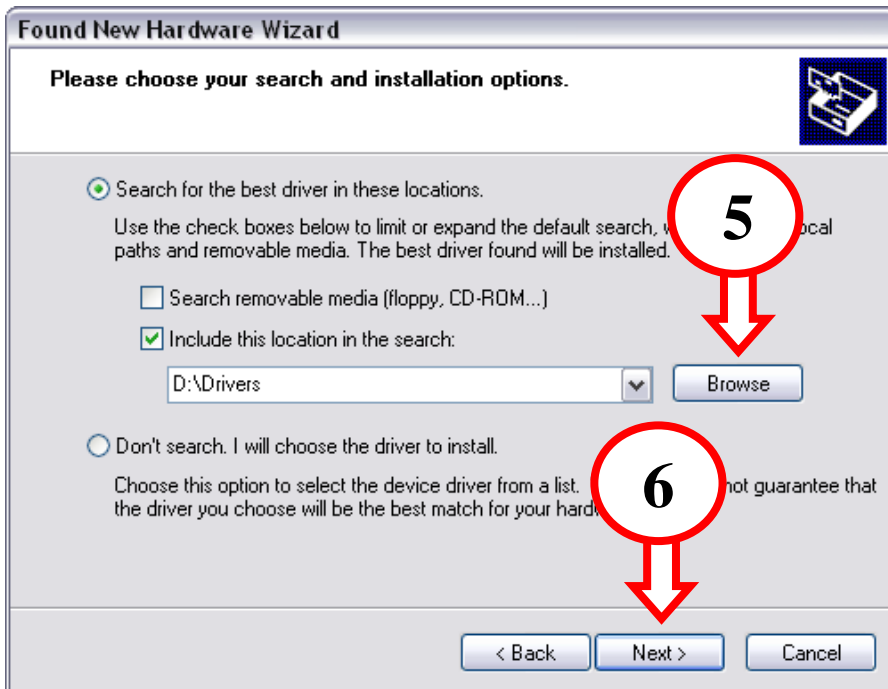 Found New Hardware Wizard
Please choose your search and installation options.
Search for the best driver in these locations.
Use the check boxes below to limit or expand the default search, ocal
paths and removable media. The best driver found will be installed.
5
Search removable media (floppy, CD-ROM...)
Include this location in the search:
D:\Drivers
Browse
Don't search. I will choose the driver to install.
Choose this option to select the device driver from a list. not guarantee that
the driver you choose will be the best match for your
6
< Back
Next >
Cancel